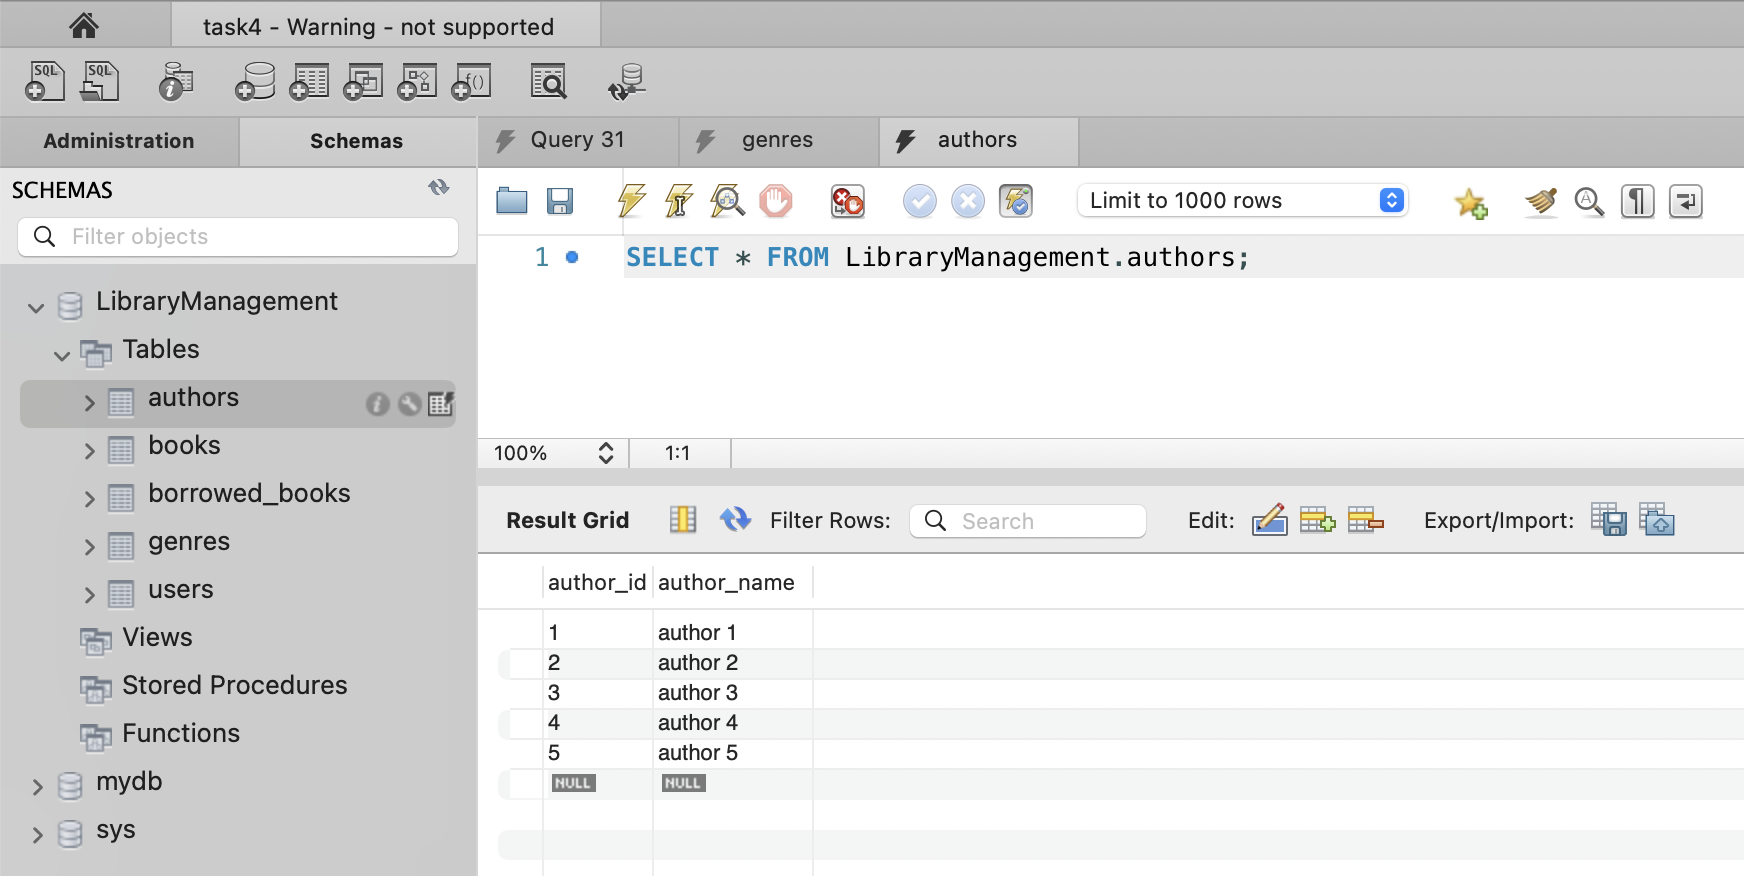 task4 - Warning - not supported
SQL SQL f()
Administration Schemas Query 31 genres authors
SCHEMAS
Limit to 1000 rows
Filter objects
1 SELECT * FROM LibraryManagement.authors;
LibraryManagement
Tables
authors
books
borrowed_books
genres
users
Views
Stored Procedures
Functions
mydb
sys
100% 1:1
Result Grid Filter Rows: Search Edit: Export/Import:
author_id author_name
1 author 1
2 author 2
3 author 3
4 author 4
5 author 5
NULL NULL